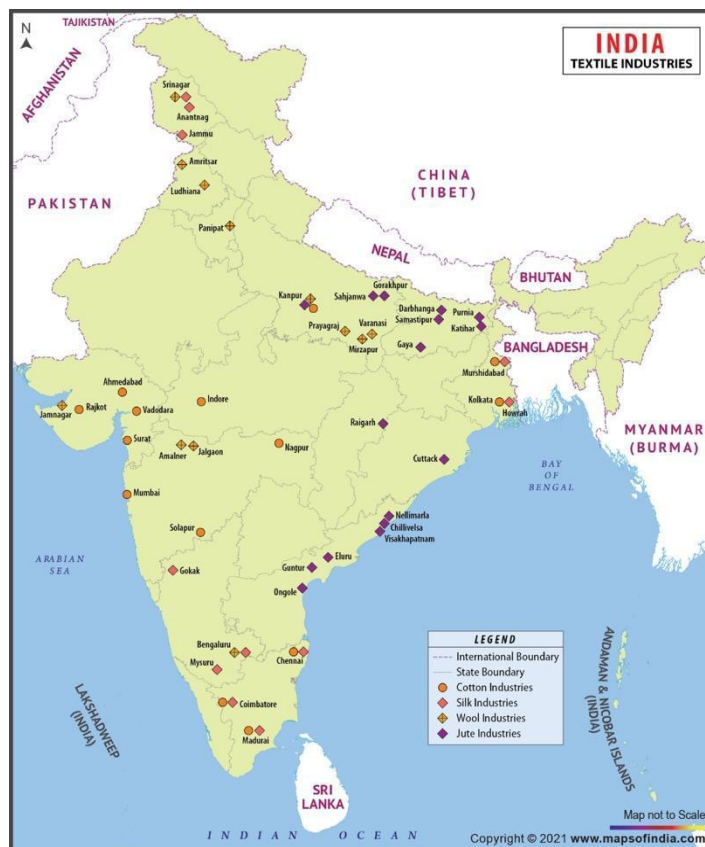 TAJIKISTAN
N
INDIA
TEXTILE INDUSTRIES
AFGHANISTAN
Srinagar
Anantnag
Jammu
Amritsar
Ludhiana
PAKISTAN
CHINA
(TIBET)
Panipat
NEPAL
BHUTAN
Kanpur
Sahjanwa
Gorakhpur
Darbhanga
Samastipur
Purnia
Katihar
Prayagraj
Varanasi
Mirzapur
Gaya
BANGLADESH
Murshidabad
Ahmedabad
Jamnagar
Rajkot
Vadodara
Indore
Kolkata
Howrah
Raigarh
MYANMAR
(BURMA)
Surat
Amalner
Jalgaon
Nagpur
Cuttack
BAY
OF
BENGAL
Mumbai
Solapur
Nellimarla
Chillivelsa
Visakhapatnam
ARABIAN
SEA
Gokak
Eluru
Guntur
Ongole
Bengaluru
Mysuru
Chennai
Coimbatore
Madurai
LAKSHADWEEP
(INDIA)
ANDAMAN & NICOBAR ISLANDS
(INDIA)
LEGEND
International Boundary
State Boundary
Cotton Industries
Silk Industries
Wool Industries
Jute Industries
SRI
LANKA
INDIAN OCEAN
Map not to Scale
Copyright © 2021 www.mapsofindia.com